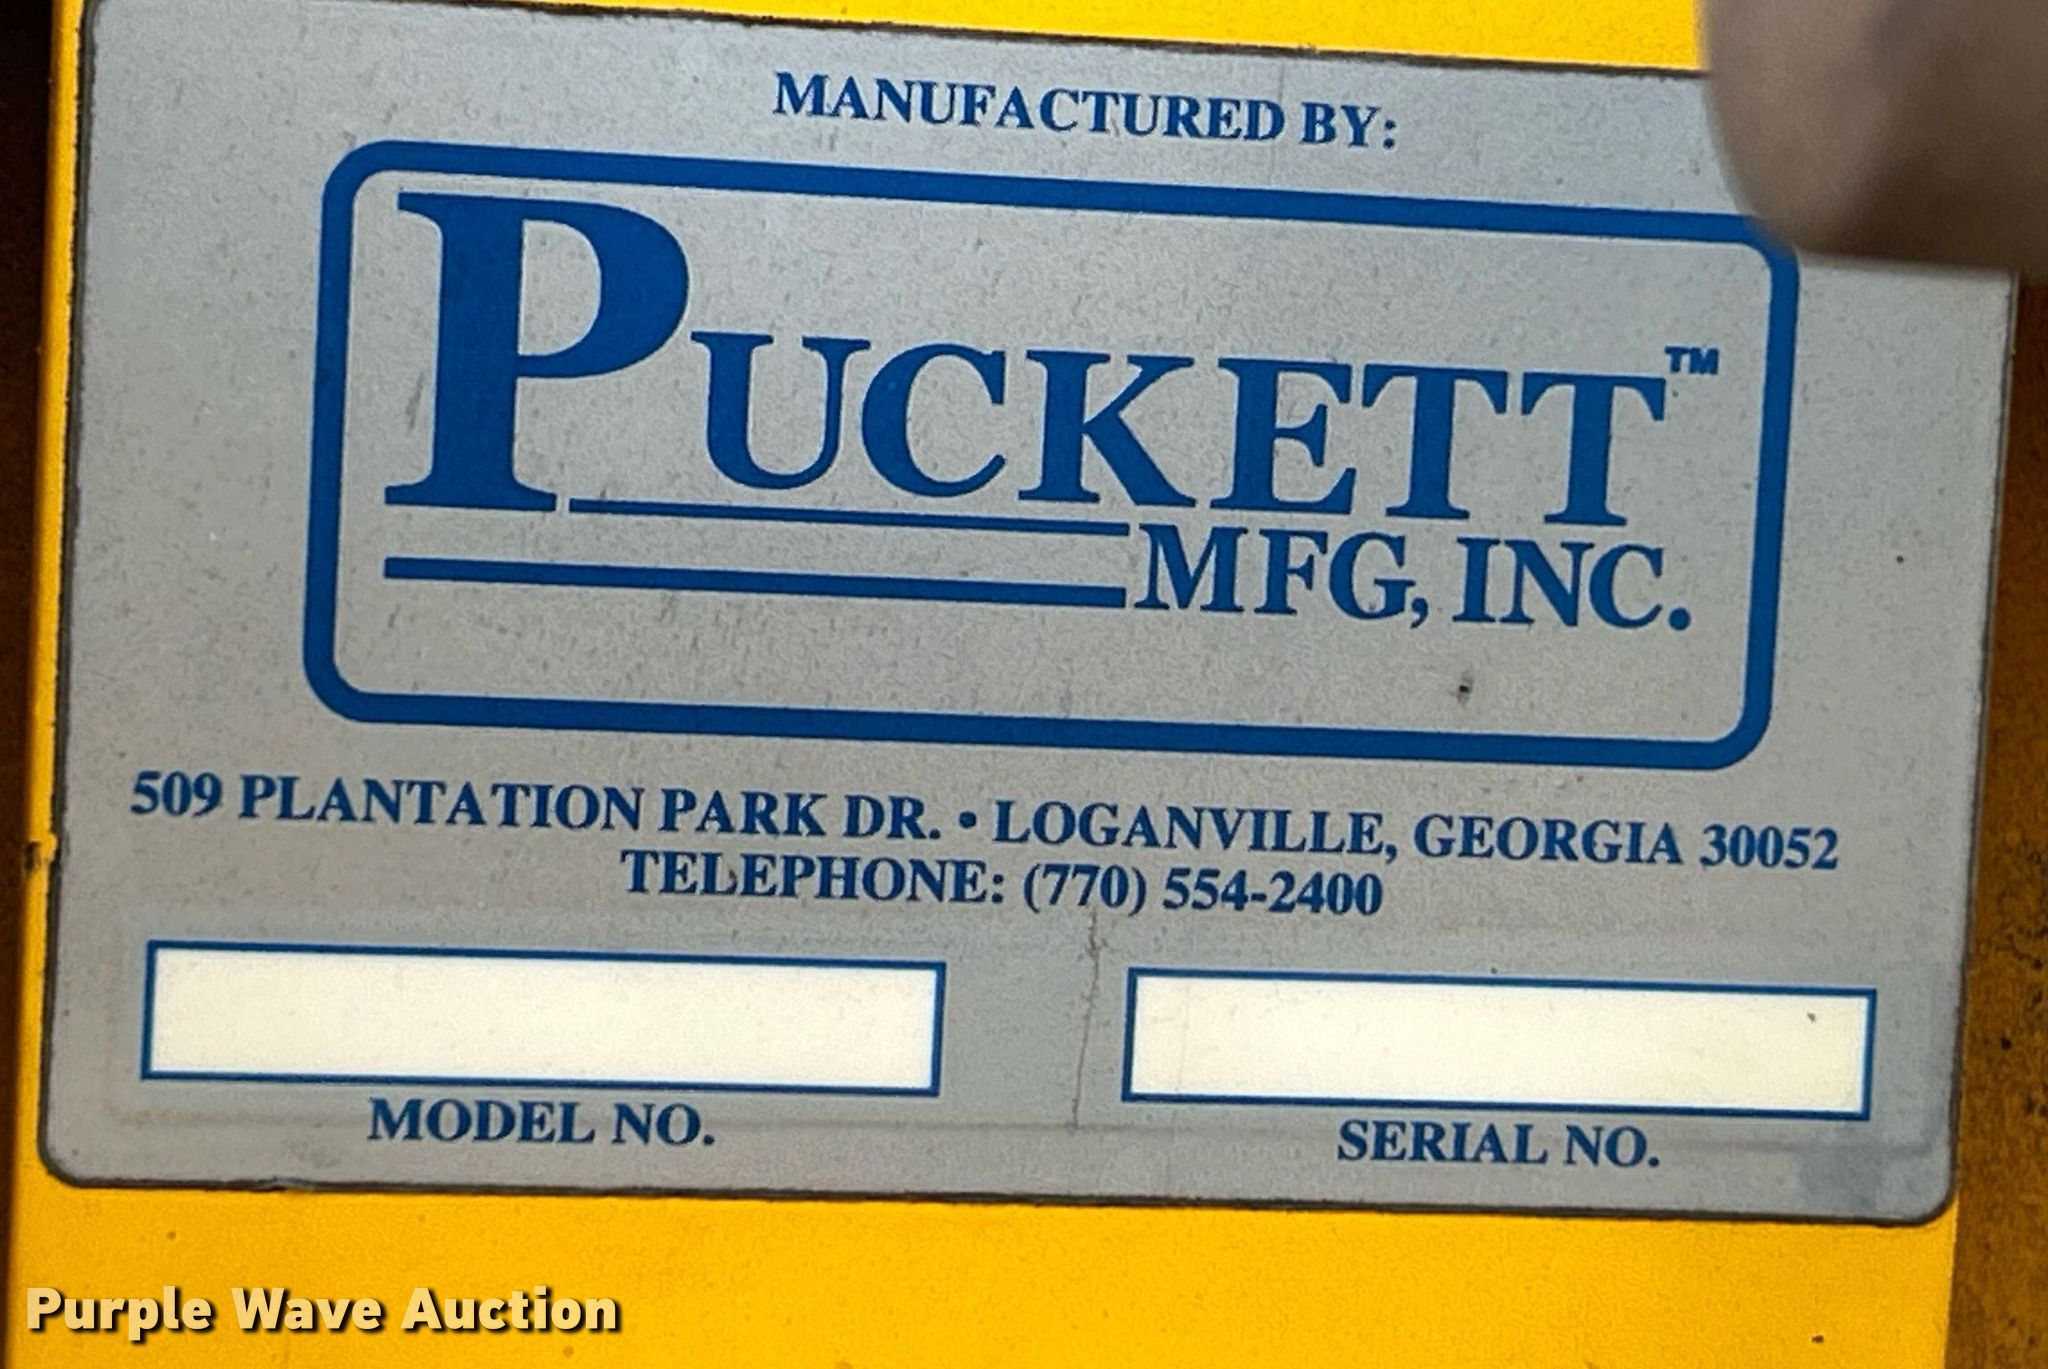 MANUFACTURED BY:
PUCKETT™
MFG, INC.
509 PLANTATION PARK DR. • LOGANVILLE, GEORGIA 30052
TELEPHONE: (770) 554-2400
MODEL NO.
SERIAL NO.
Purple Wave Auction